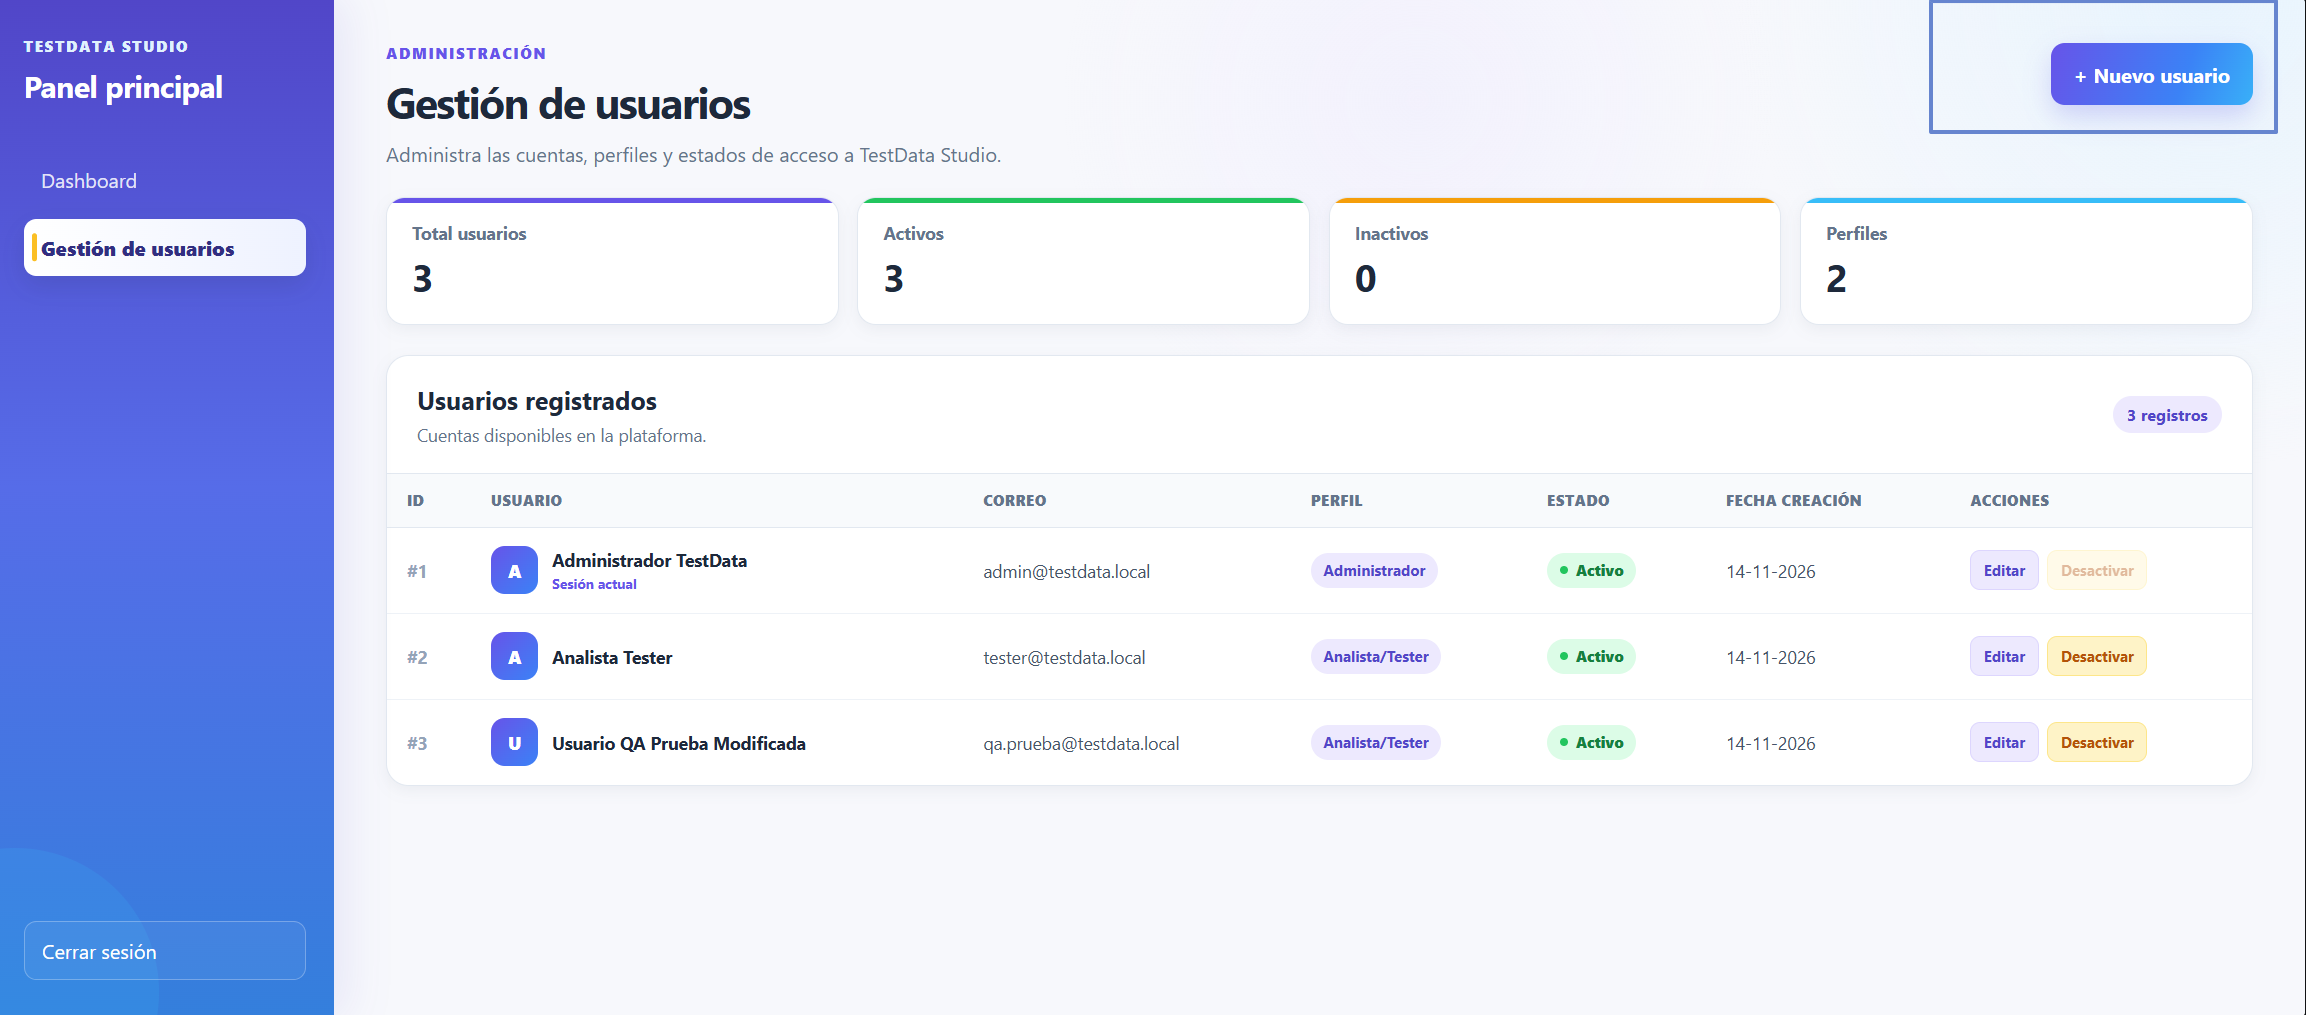 TESTDATA STUDIO
Panel principal
Dashboard
Gestión de usuarios
Cerrar sesión
ADMINISTRACIÓN
Gestión de usuarios
Administra las cuentas, perfiles y estados de acceso a TestData Studio.
+ Nuevo usuario
Total usuarios
3
Activos
3
Inactivos
0
Perfiles
2
Usuarios registrados
Cuentas disponibles en la plataforma.
3 registros
ID USUARIO CORREO PERFIL ESTADO FECHA CREACIÓN ACCIONES
#1 A Administrador TestData admin@testdata.local Administrador Activo 14-11-2026 Editar Desactivar
Sesión actual
#2 A Analista Tester tester@testdata.local Analista/Tester Activo 14-11-2026 Editar Desactivar
#3 U Usuario QA Prueba Modificada qa.prueba@testdata.local Analista/Tester Activo 14-11-2026 Editar Desactivar